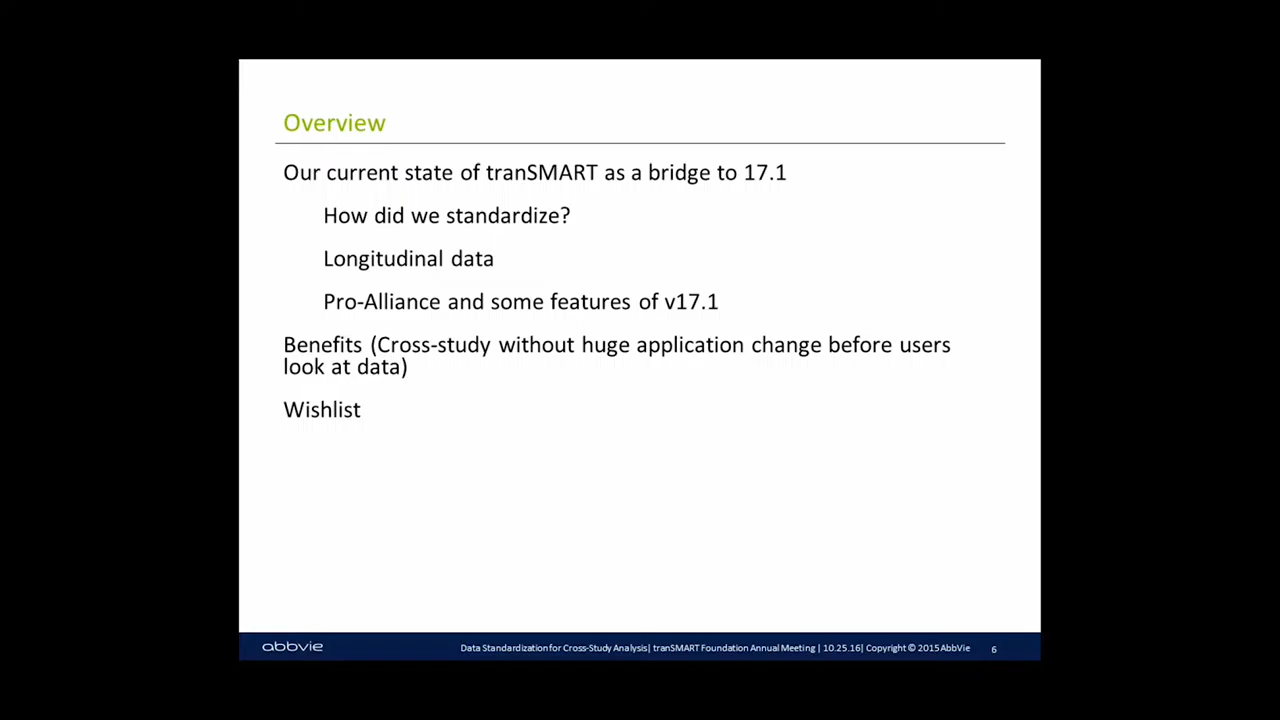 Overview
Our current state of tranSMART as a bridge to 17.1
How did we standardize?
Longitudinal data
Pro-Alliance and some features of v17.1
Benefits (Cross-study without huge application change before users
look at data)
Wishlist
abbvie
Data Standardization for Cross-Study Analysis| tranSMART Foundation Annual Meeting | 10.25.16| Copyright © 2015 AbbVie
6